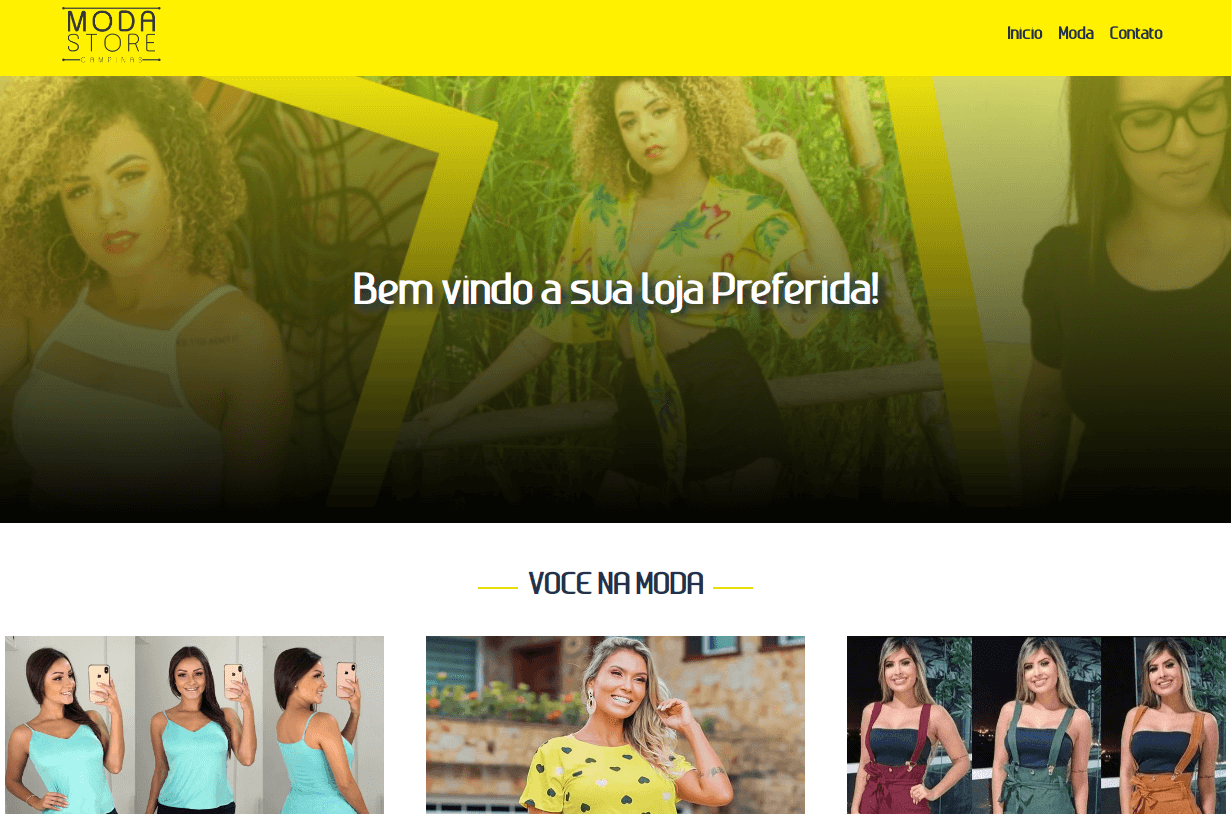 MODA
STORE
CAMPINAS
Inicio Moda Contato
Bem vindo a sua loja Preferida!
VOCE NA MODA